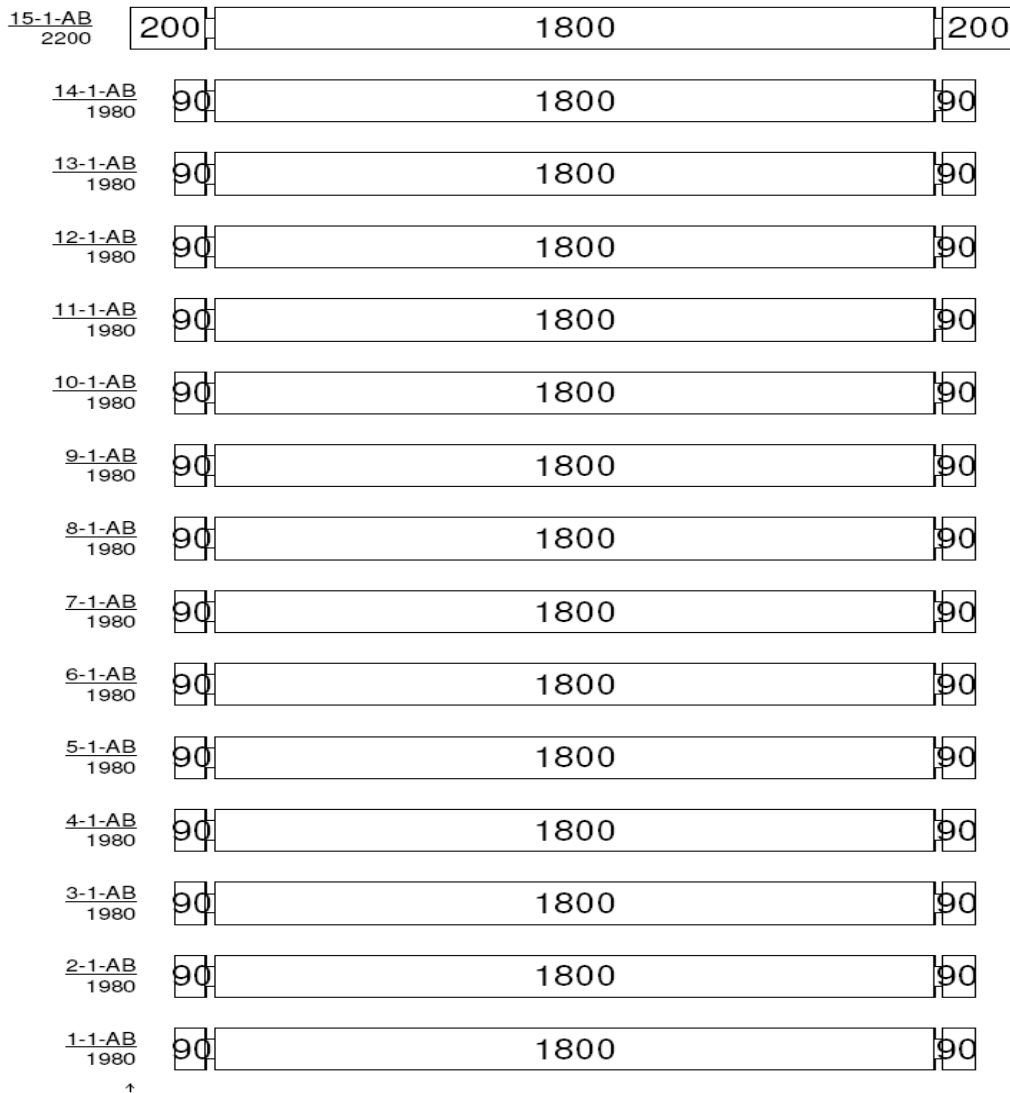 15-1-AB
2200
200 1800 200
14-1-AB
1980
90 1800 90
13-1-AB
1980
90 1800 90
12-1-AB
1980
90 1800 90
11-1-AB
1980
90 1800 90
10-1-AB
1980
90 1800 90
9-1-AB
1980
90 1800 90
8-1-AB
1980
90 1800 90
7-1-AB
1980
90 1800 90
6-1-AB
1980
90 1800 90
5-1-AB
1980
90 1800 90
4-1-AB
1980
90 1800 90
3-1-AB
1980
90 1800 90
2-1-AB
1980
90 1800 90
1-1-AB
1980
90 1800 90
↑